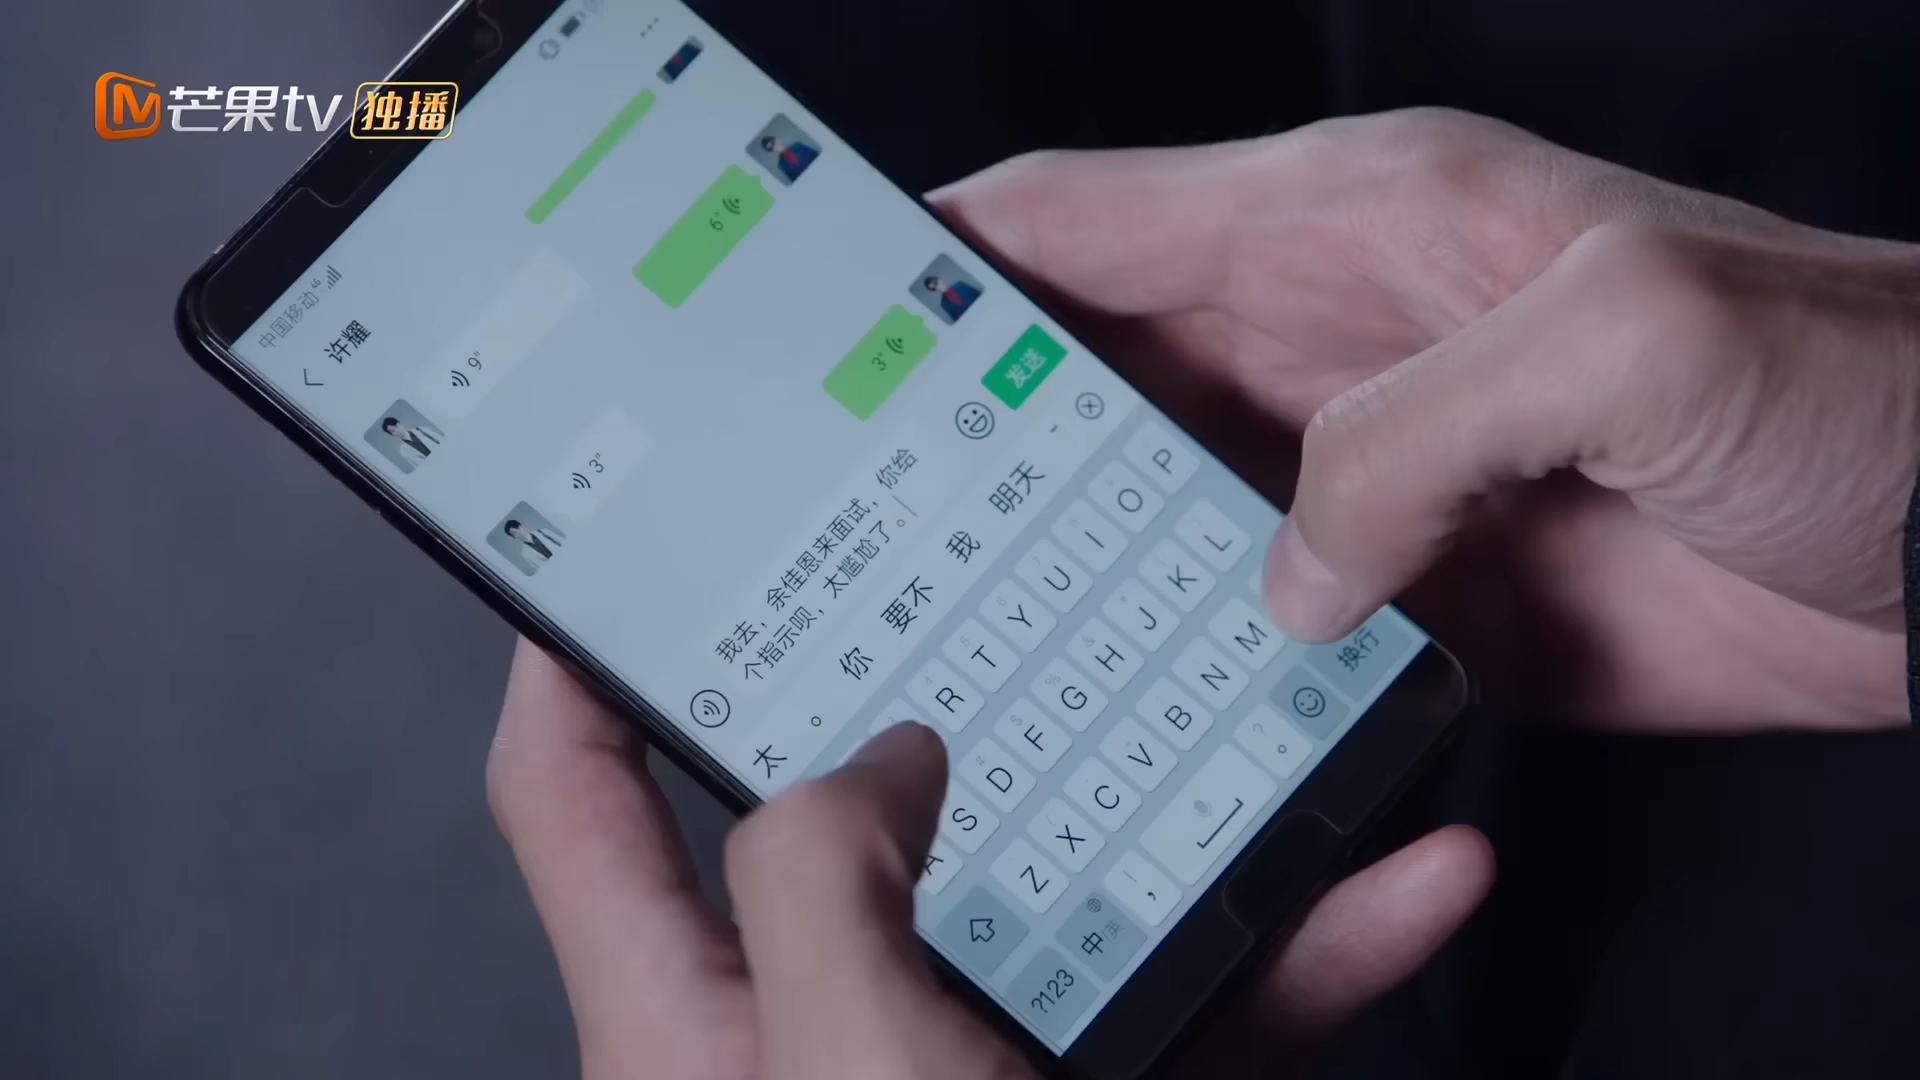 芒果tv 独播
中国移动 4G
许耀
9"
6"
3"
3"
我去，余佳恩来面试，你给
个指示呗，太尴尬了。
发送
太 。 你 要不 我 明天 -
R T Y U I O P
A S D F G H J K L
Z X C V B N M
?123 中/英 ， 。 换行